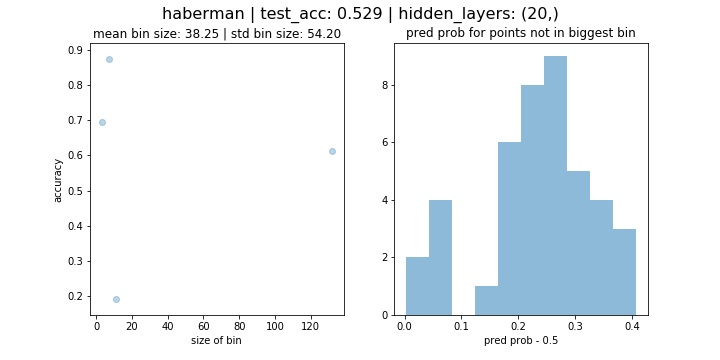 haberman | test_acc: 0.529 | hidden_layers: (20,)
mean bin size: 38.25 | std bin size: 54.20
0.9
0.8
0.7
0.6
0.5
0.4
0.3
0.2
accuracy
0 20 40 60 80 100 120
size of bin
pred prob for points not in biggest bin
8
6
4
2
0
0.0 0.1 0.2 0.3 0.4
pred prob - 0.5